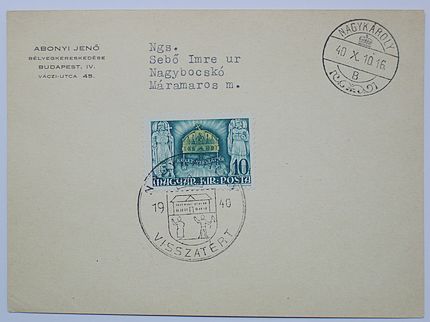 ABONYI JENŐ
BÉLYEGKERESKEDÉSE
BUDAPEST, IV.
VÁCZI-UTCA 45.
Ngs.
Sebő Imre ur
Nagybocskó
Máramaros m.
NAGYKÁROLY
40 X. 10 16
B
10
MAGYAR KIR. POSTA
19 40
VISSZATÉRT